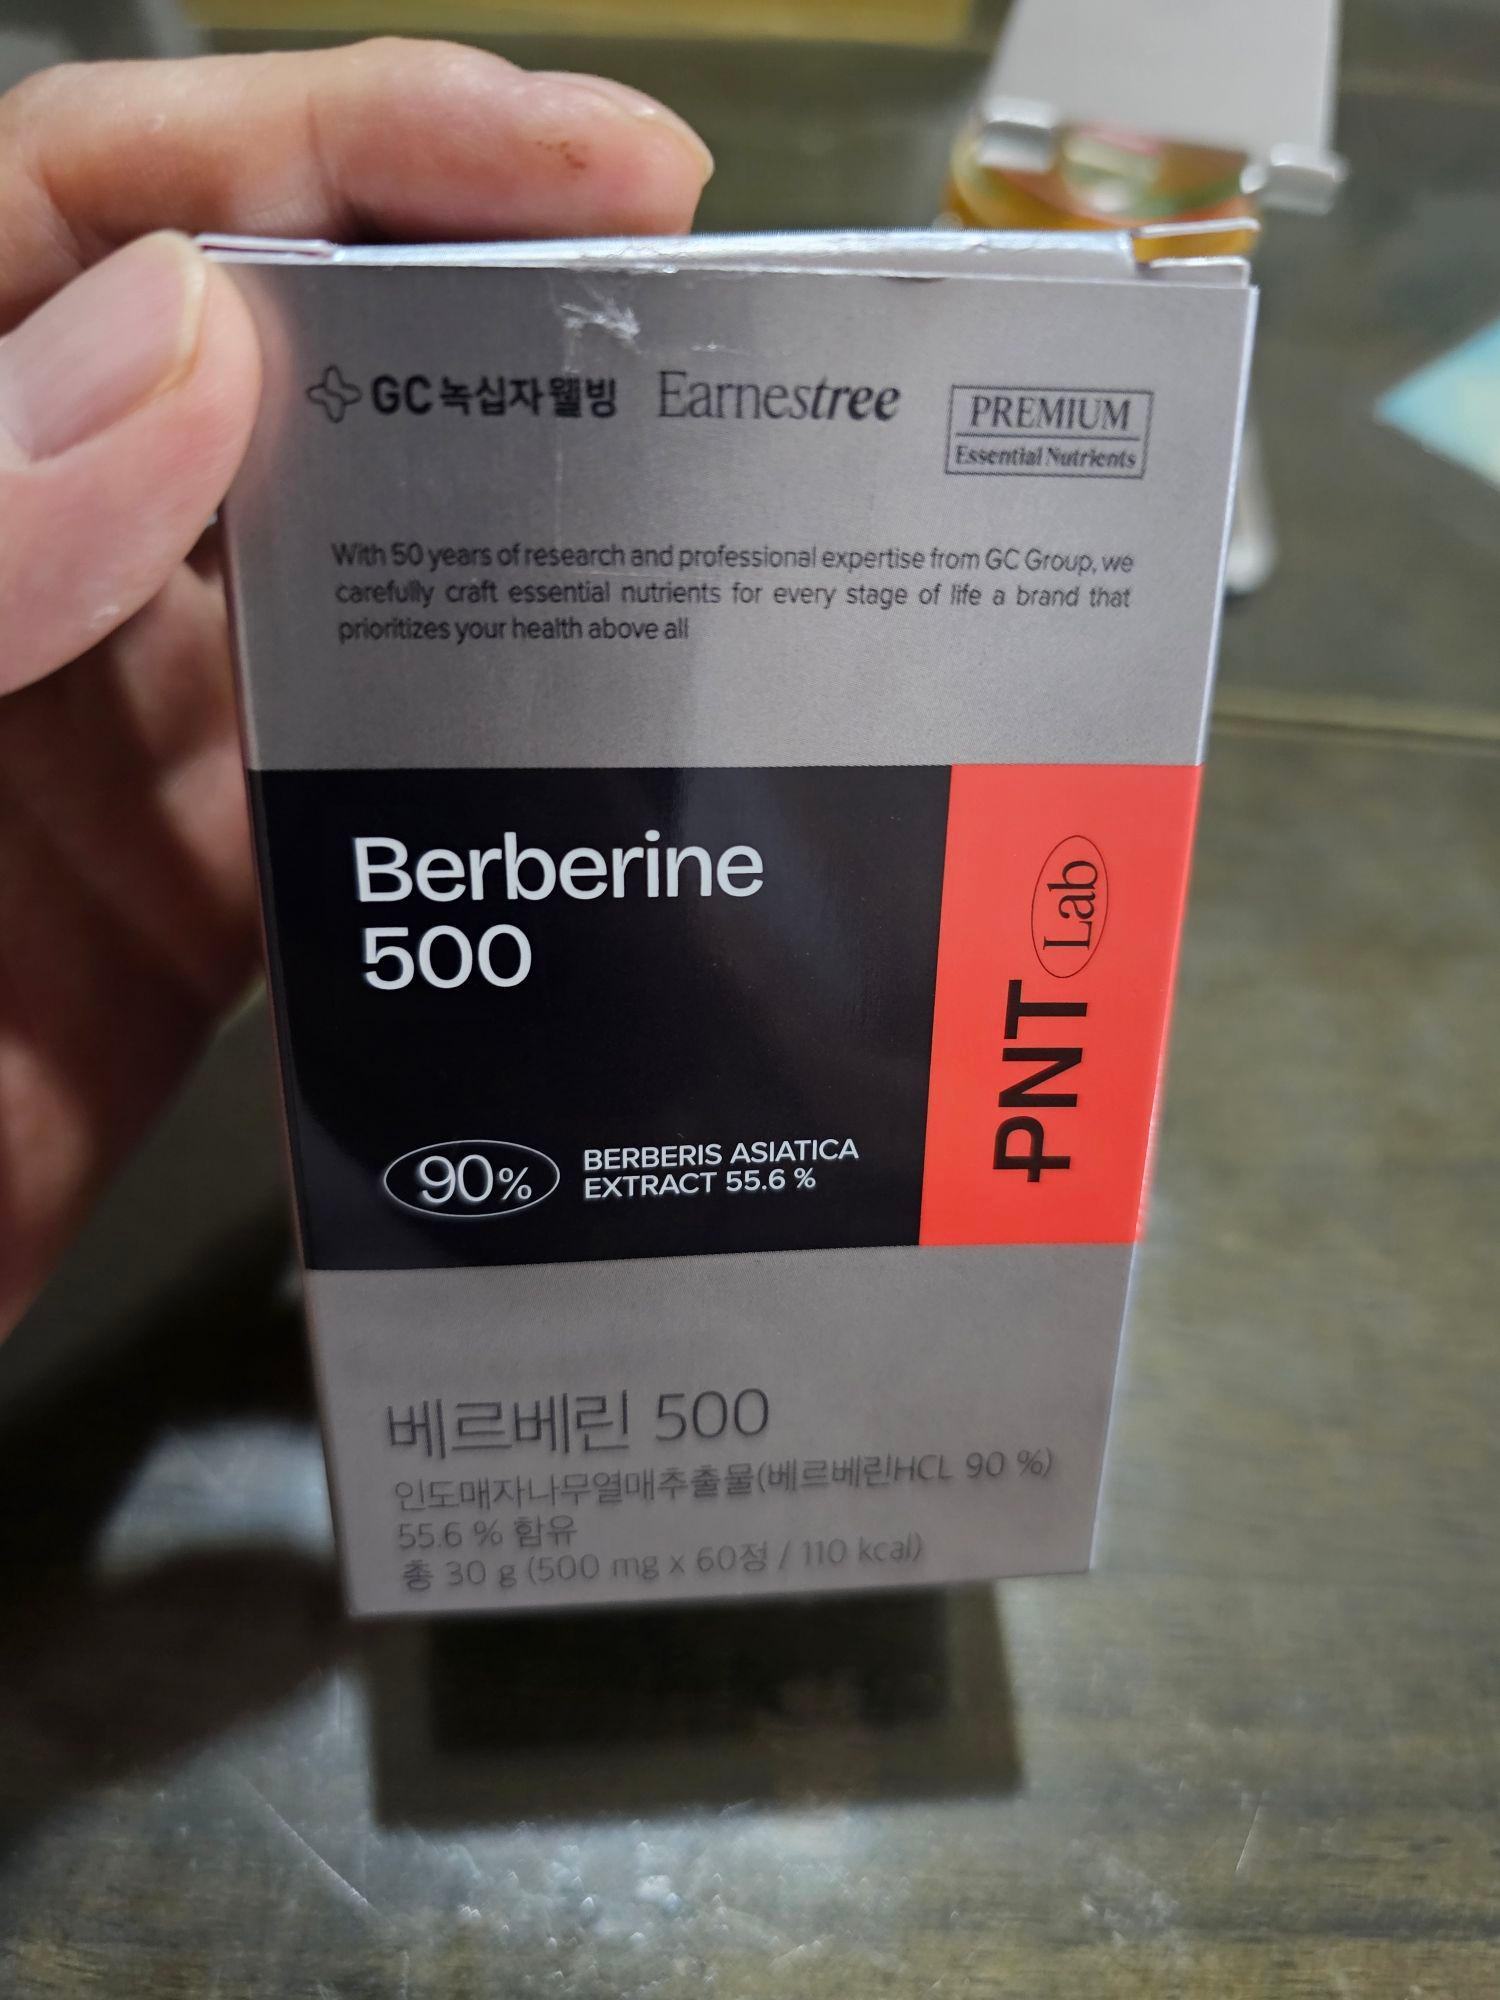 GC녹십자웰빙 Earnestree
PREMIUM
Essential Nutrients
With 50 years of research and professional expertise from GC Group, we
carefully craft essential nutrients for every stage of life a brand that
prioritizes your health above all
Berberine
500
90%
BERBERIS ASIATICA
EXTRACT 55.6 %
PNT Lab
베르베린 500
인도매자나무열매추출물(베르베린HCL 90 %)
55.6 % 함유
총 30 g (500 mg x 60정 / 110 kcal)